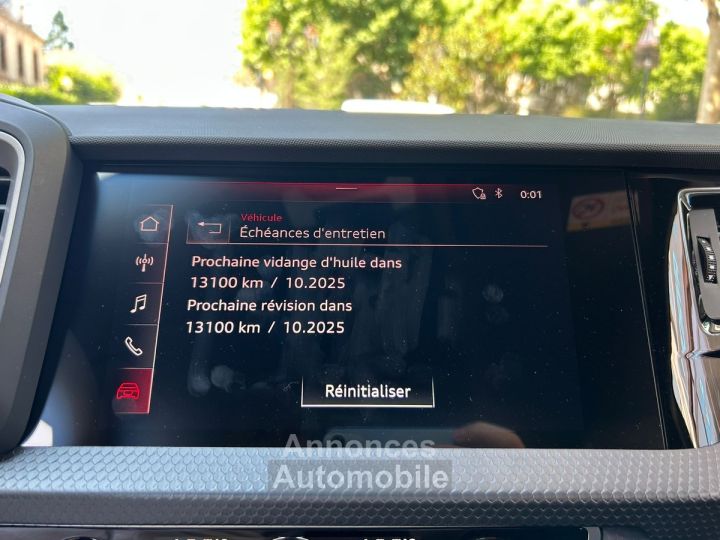 0:01
Véhicule
Échéances d'entretien
Prochaine vidange d'huile dans
13100 km / 10.2025
Prochaine révision dans
13100 km / 10.2025
Réinitialiser
Annonces
Automobile